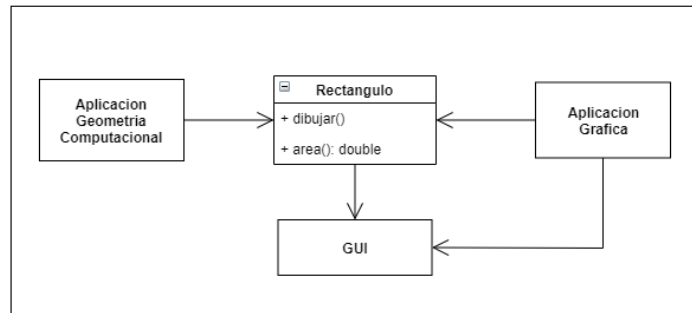 Aplicacion
Geometria
Computacional
Rectangulo
+ dibujar()
+ area(): double
Aplicacion
Grafica
GUI